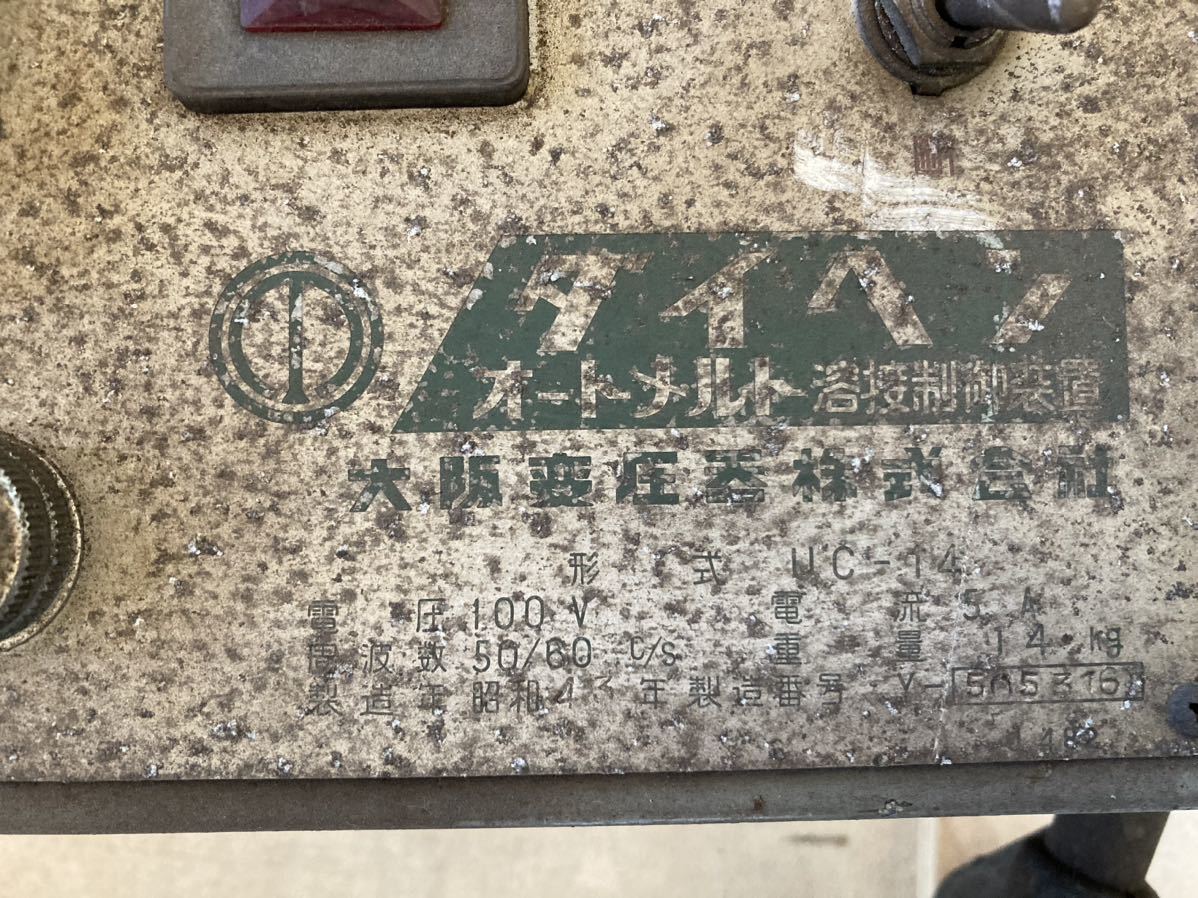 断
ダイヘン
オートメルト溶接制御装置
大阪変圧器株式会社
形 式 UC-14
電 圧 100 V 電 流 5 A
周波数 50/60 C/s 重 量 14 kg
製造年 昭和43年 製造番号 Y-505316